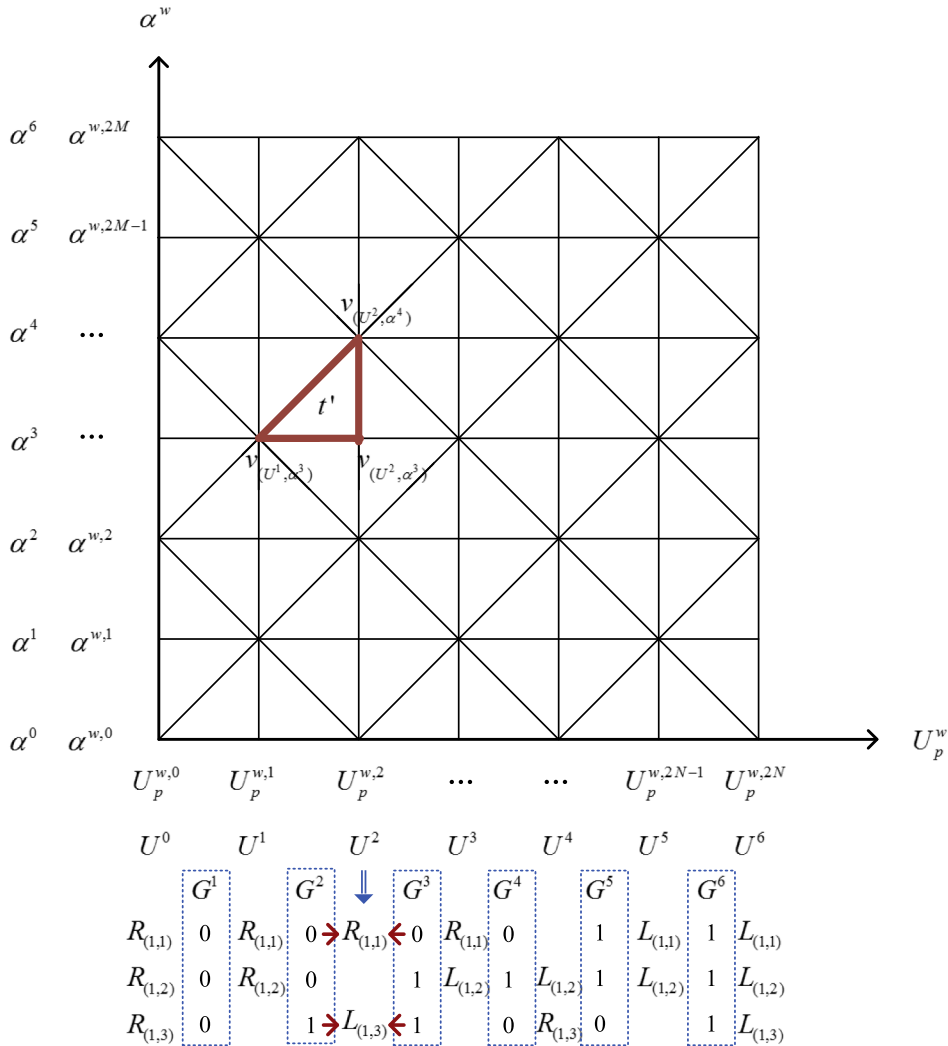 α^w
α^6 α^{w,2M}
α^5 α^{w,2M−1}
v_{(U^2,α^4)}
α^4 ...
t'
α^3 ...
v_{(U^1,α^3)} v_{(U^2,α^3)}
α^2 α^{w,2}
α^1 α^{w,1}
α^0 α^{w,0}
U_p^w
U_p^{w,0} U_p^{w,1} U_p^{w,2} ... ... U_p^{w,2N−1} U_p^{w,2N}
U^0 U^1 U^2 U^3 U^4 U^5 U^6
G^1 G^2 G^3 G^4 G^5 G^6
R_{(1,1)} 0 R_{(1,1)} 0 R_{(1,1)} 0 R_{(1,1)} 0 1 L_{(1,1)} 1 L_{(1,1)}
R_{(1,2)} 0 R_{(1,2)} 0 1 L_{(1,2)} 1 L_{(1,2)} 1 L_{(1,2)} 1 L_{(1,2)}
R_{(1,3)} 0 1 L_{(1,3)} 1 0 R_{(1,3)} 0 1 L_{(1,3)}